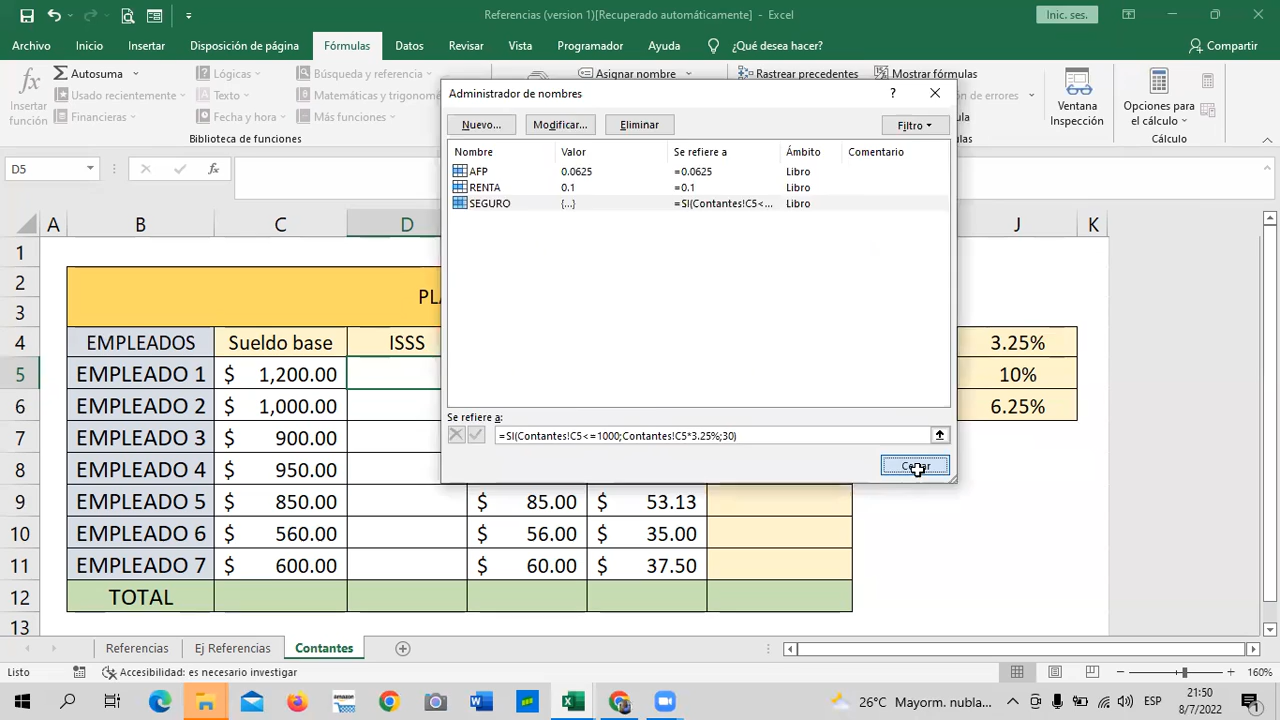 Referencias (version 1)[Recuperado automáticamente] - Excel
Inic. ses.
Archivo Inicio Insertar Disposición de página Fórmulas Datos Revisar Vista Programador Ayuda ¿Qué desea hacer? Compartir
fx Insertar función
Autosuma
Usado recientemente
Financieras
Lógicas
Texto
Fecha y hora
Búsqueda y referencia
Matemáticas y trigonomé
Más funciones
Biblioteca de funciones
Asignar nombre
Rastrear precedentes
Mostrar fórmulas
de errores
Ventana Inspección
Opciones para el cálculo
Cálculo
Administrador de nombres ?
Nuevo... Modificar... Eliminar Filtro
Nombre Valor Se refiere a Ámbito Comentario
AFP 0.0625 =0.0625 Libro
RENTA 0.1 =0.1 Libro
SEGURO {...} =SI(Contantes!C5<... Libro
Se refiere a:
=SI(Contantes!C5<=1000;Contantes!C5*3.25%;30)
D5 fx
A B C D J K
1
2 PL
3
4 EMPLEADOS Sueldo base ISSS 3.25%
5 EMPLEADO 1 $ 1,200.00 10%
6 EMPLEADO 2 $ 1,000.00 6.25%
7 EMPLEADO 3 $ 900.00
8 EMPLEADO 4 $ 950.00
9 EMPLEADO 5 $ 850.00 $ 85.00 $ 53.13
10 EMPLEADO 6 $ 560.00 $ 56.00 $ 35.00
11 EMPLEADO 7 $ 600.00 $ 60.00 $ 37.50
12 TOTAL
13
Referencias Ej Referencias Contantes
Listo Accesibilidad: es necesario investigar 160%
26°C Mayorm. nubla... ESP 21:50
8/7/2022